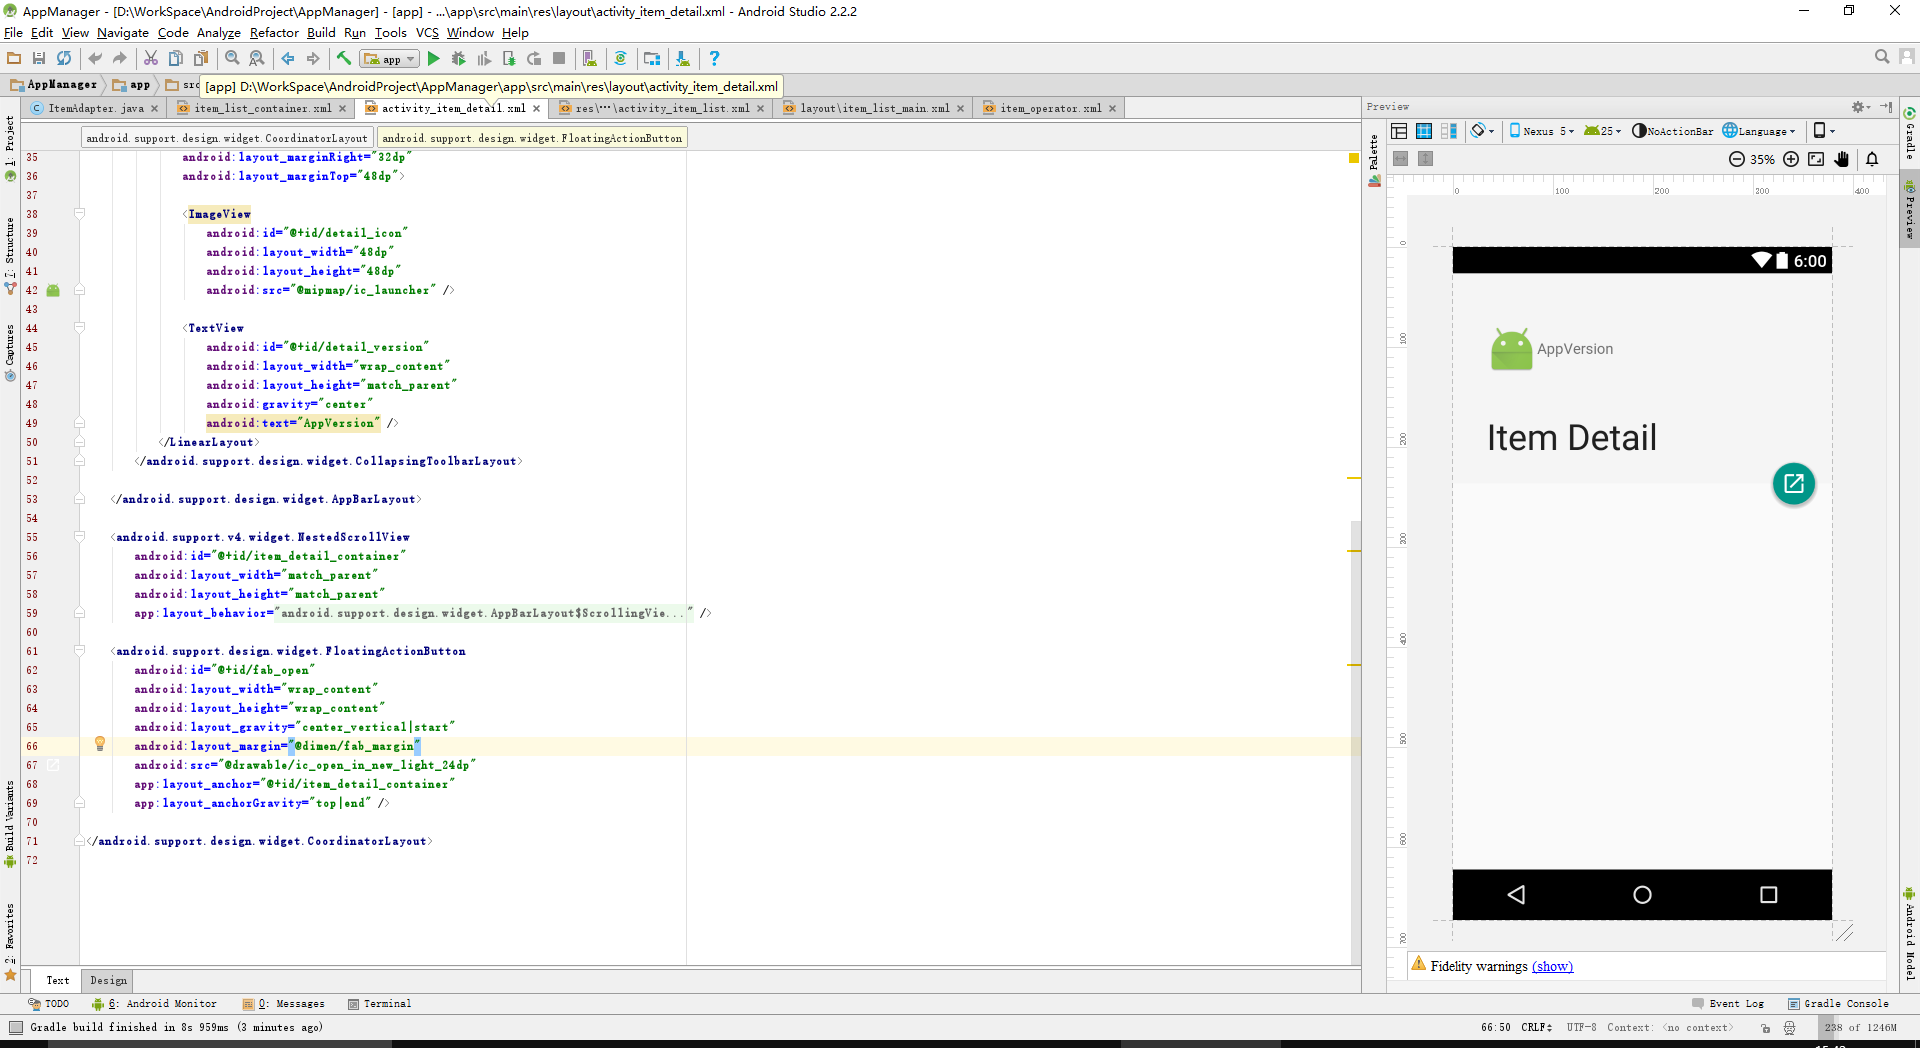 AppManager - [D:\WorkSpace\AndroidProject\AppManager] - [app] - ...\app\src\main\res\layout\activity_item_detail.xml - Android Studio 2.2.2
File Edit View Navigate Code Analyze Refactor Build Run Tools VCS Window Help
app
AppManager app src
[app] D:\WorkSpace\AndroidProject\AppManager\app\src\main\res\layout\activity_item_detail.xml
ItemAdapter.java item_list_container.xml activity_item_detail.xml res\...\activity_item_list.xml layout\item_list_main.xml item_operator.xml
android.support.design.widget.CoordinatorLayout android.support.design.widget.FloatingActionButton
35 android:layout_marginRight="32dp"
36 android:layout_marginTop="48dp">
37
38 <ImageView
39 android:id="@+id/detail_icon"
40 android:layout_width="48dp"
41 android:layout_height="48dp"
42 android:src="@mipmap/ic_launcher" />
43
44 <TextView
45 android:id="@+id/detail_version"
46 android:layout_width="wrap_content"
47 android:layout_height="match_parent"
48 android:gravity="center"
49 android:text="AppVersion" />
50 </LinearLayout>
51 </android.support.design.widget.CollapsingToolbarLayout>
52
53 </android.support.design.widget.AppBarLayout>
54
55 <android.support.v4.widget.NestedScrollView
56 android:id="@+id/item_detail_container"
57 android:layout_width="match_parent"
58 android:layout_height="match_parent"
59 app:layout_behavior="android.support.design.widget.AppBarLayout$ScrollingVie..." />
60
61 <android.support.design.widget.FloatingActionButton
62 android:id="@+id/fab_open"
63 android:layout_width="wrap_content"
64 android:layout_height="wrap_content"
65 android:layout_gravity="center_vertical|start"
66 android:layout_margin="@dimen/fab_margin"
67 android:src="@drawable/ic_open_in_new_light_24dp"
68 app:layout_anchor="@+id/item_detail_container"
69 app:layout_anchorGravity="top|end" />
70
71 </android.support.design.widget.CoordinatorLayout>
72
1: Project
7: Structure
Captures
Build Variants
2: Favorites
Preview
Palette
Nexus 5 25 NoActionBar Language
35%
0 100 200 300 400
0
100
200
300
400
500
600
700
6:00
AppVersion
Item Detail
Fidelity warnings (show)
Gradle
Preview
Android Model
Text Design
TODO 6: Android Monitor 0: Messages Terminal
Event Log Gradle Console
Gradle build finished in 8s 959ms (3 minutes ago)
66:50 CRLF UTF-8 Context: <no context> 238 of 1246M